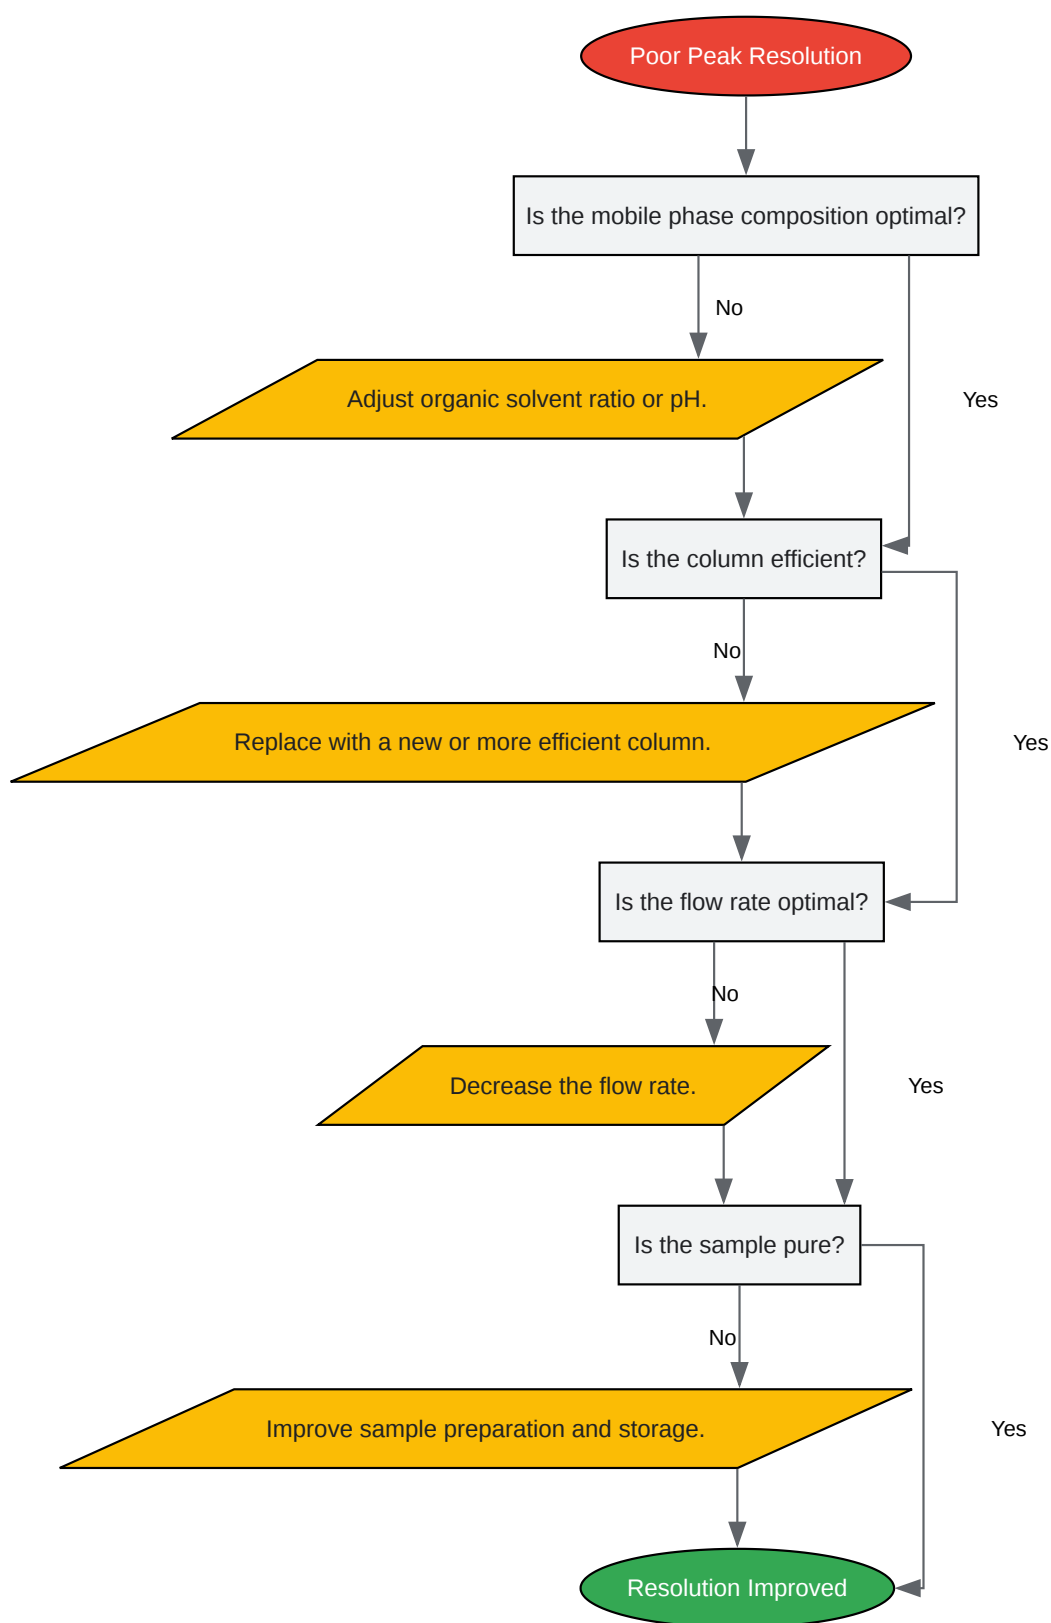 Poor Peak Resolution
Is the mobile phase composition optimal?
No
Adjust organic solvent ratio or pH.
Yes
Is the column efficient?
No
Replace with a new or more efficient column.
Yes
Is the flow rate optimal?
No
Decrease the flow rate.
Yes
Is the sample pure?
No
Improve sample preparation and storage.
Yes
Resolution Improved